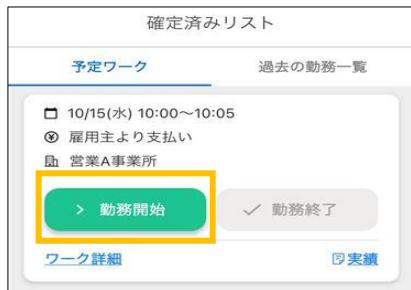 確定済みリスト
予定ワーク 過去の勤務一覧
10/15(水) 10:00〜10:05
雇用主より支払い
営業A事業所
> 勤務開始 ✓ 勤務終了
ワーク詳細 実績